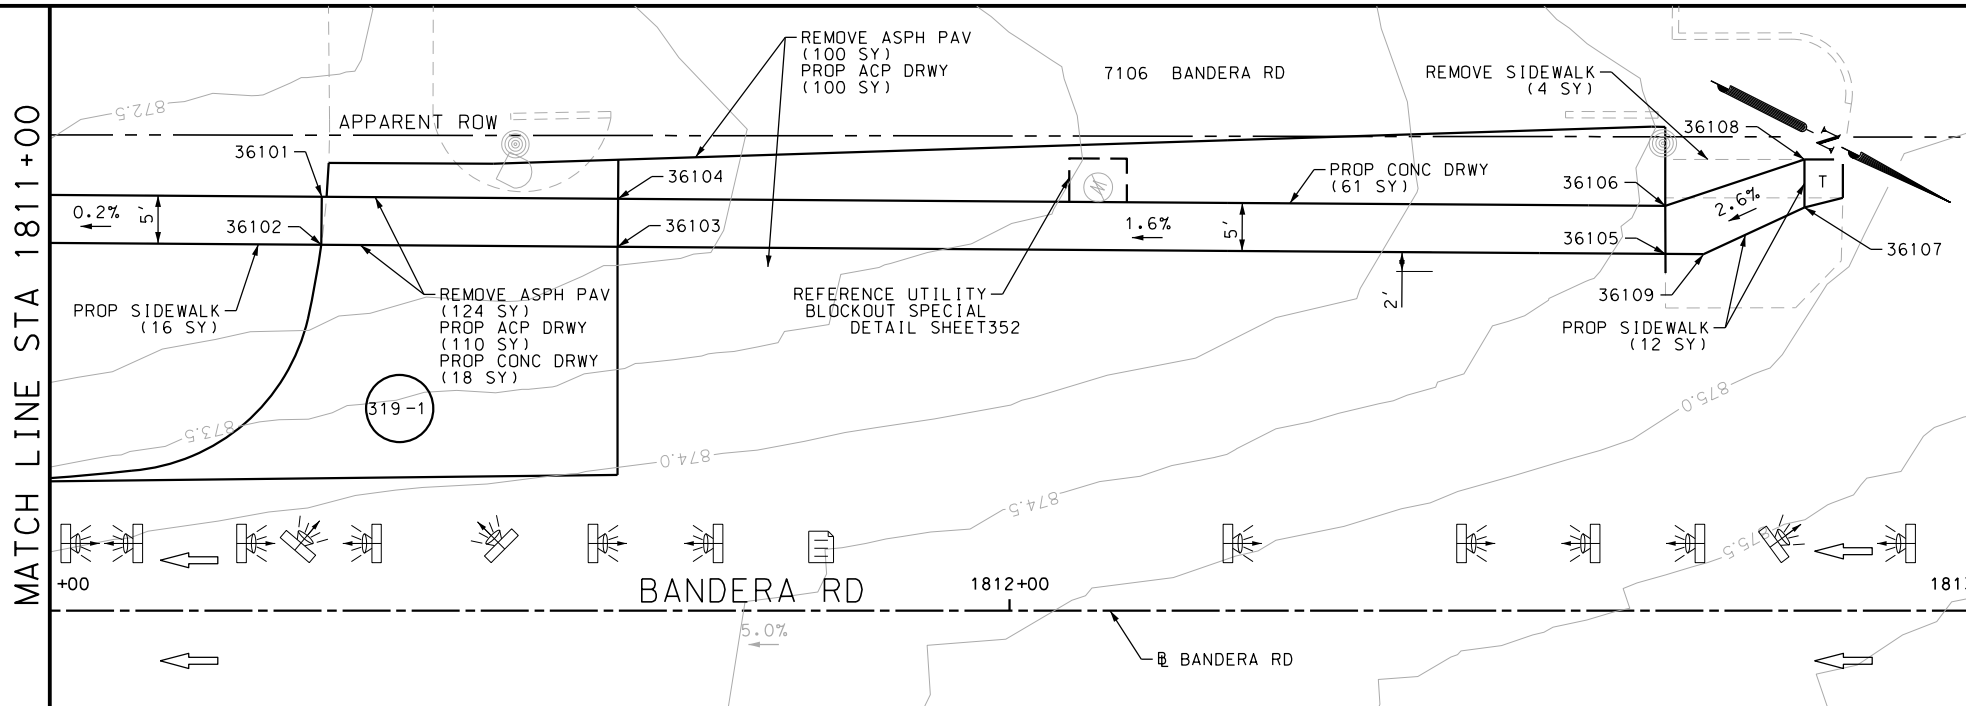 MATCH LINE STA 1811+00
872.5
APPARENT ROW
REMOVE ASPH PAV
(100 SY)
PROP ACP DRWY
(100 SY)
7106 BANDERA RD
REMOVE SIDEWALK
(4 SY)
36108
N
36101
36104
PROP CONC DRWY
(61 SY)
36106
T
W
0.2%
5'
36102
36103
1.6%
5'
2.6%
36105
36107
PROP SIDEWALK
(16 SY)
REMOVE ASPH PAV
(124 SY)
PROP ACP DRWY
(110 SY)
PROP CONC DRWY
(18 SY)
REFERENCE UTILITY
BLOCKOUT SPECIAL
DETAIL SHEET352
2'
36109
PROP SIDEWALK
(12 SY)
319-1
873.5
874.0
874.5
875.0
875.5
+00
BANDERA RD
1812+00
1813
5.0%
BL BANDERA RD